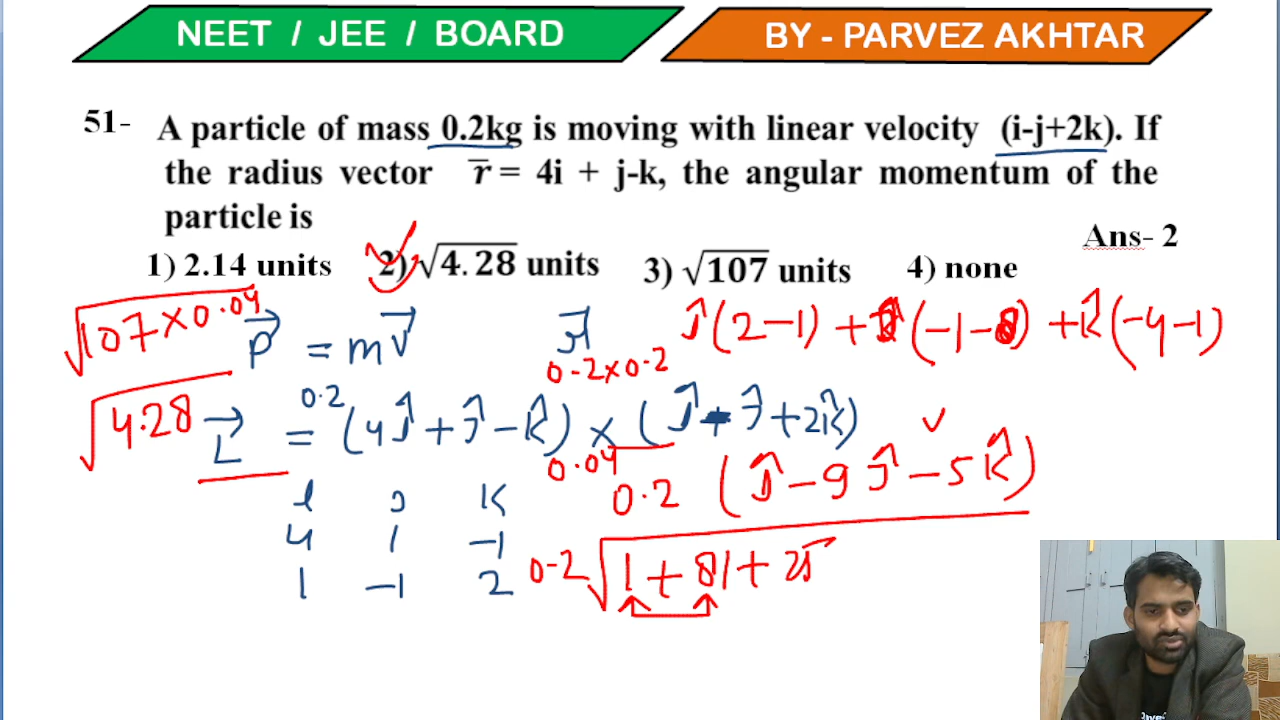 NEET / JEE / BOARD
BY - PARVEZ AKHTAR
51- A particle of mass 0.2kg is moving with linear velocity (i-j+2k). If
the radius vector r̅ = 4i + j-k, the angular momentum of the
particle is
Ans- 2
1) 2.14 units 2) √4.28 units 3) √107 units 4) none
√107×0.04
P⃗ = mV⃗
î(2-1) + ĵ(-1-8) + k̂(-4-1)
0.2×0.2
√4.28
L⃗ = 0.2 (4î + ĵ - k̂) × (î - ĵ + 2k̂)
0.04
0.2 (î - 9ĵ - 5k̂)
i j k
4 1 -1
1 -1 2
0.2 √1 + 81 + 25